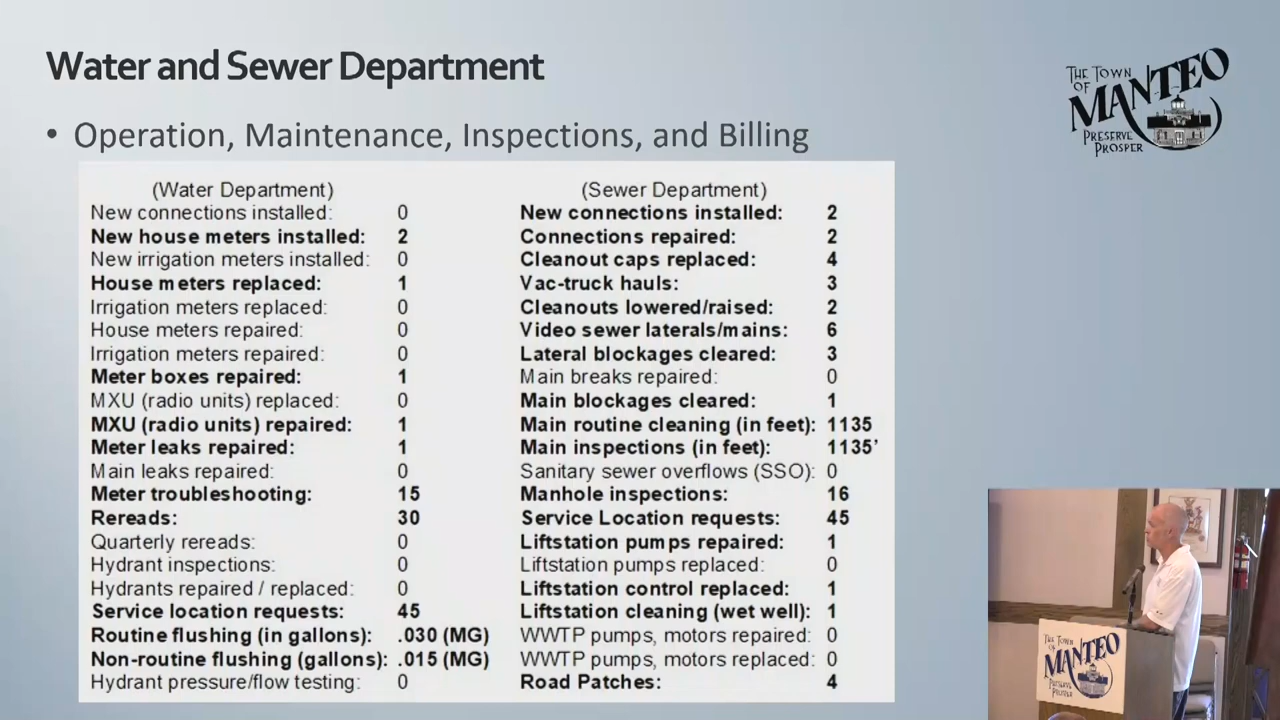 Water and Sewer Department
THE TOWN
OF
MANTEO
PRESERVE
PROSPER
• Operation, Maintenance, Inspections, and Billing
(Water Department)
New connections installed: 0
New house meters installed: 2
New irrigation meters installed: 0
House meters replaced: 1
Irrigation meters replaced: 0
House meters repaired: 0
Irrigation meters repaired: 0
Meter boxes repaired: 1
MXU (radio units) replaced: 0
MXU (radio units) repaired: 1
Meter leaks repaired: 1
Main leaks repaired: 0
Meter troubleshooting: 15
Rereads: 30
Quarterly rereads: 0
Hydrant inspections: 0
Hydrants repaired / replaced: 0
Service location requests: 45
Routine flushing (in gallons): .030 (MG)
Non-routine flushing (gallons): .015 (MG)
Hydrant pressure/flow testing: 0
(Sewer Department)
New connections installed: 2
Connections repaired: 2
Cleanout caps replaced: 4
Vac-truck hauls: 3
Cleanouts lowered/raised: 2
Video sewer laterals/mains: 6
Lateral blockages cleared: 3
Main breaks repaired: 0
Main blockages cleared: 1
Main routine cleaning (in feet): 1135
Main inspections (in feet): 1135'
Sanitary sewer overflows (SSO): 0
Manhole inspections: 16
Service Location requests: 45
Liftstation pumps repaired: 1
Liftstation pumps replaced: 0
Liftstation control replaced: 1
Liftstation cleaning (wet well): 1
WWTP pumps, motors repaired: 0
WWTP pumps, motors replaced: 0
Road Patches: 4
THE TOWN
OF
MANTEO
PRESERVE
PROSPER